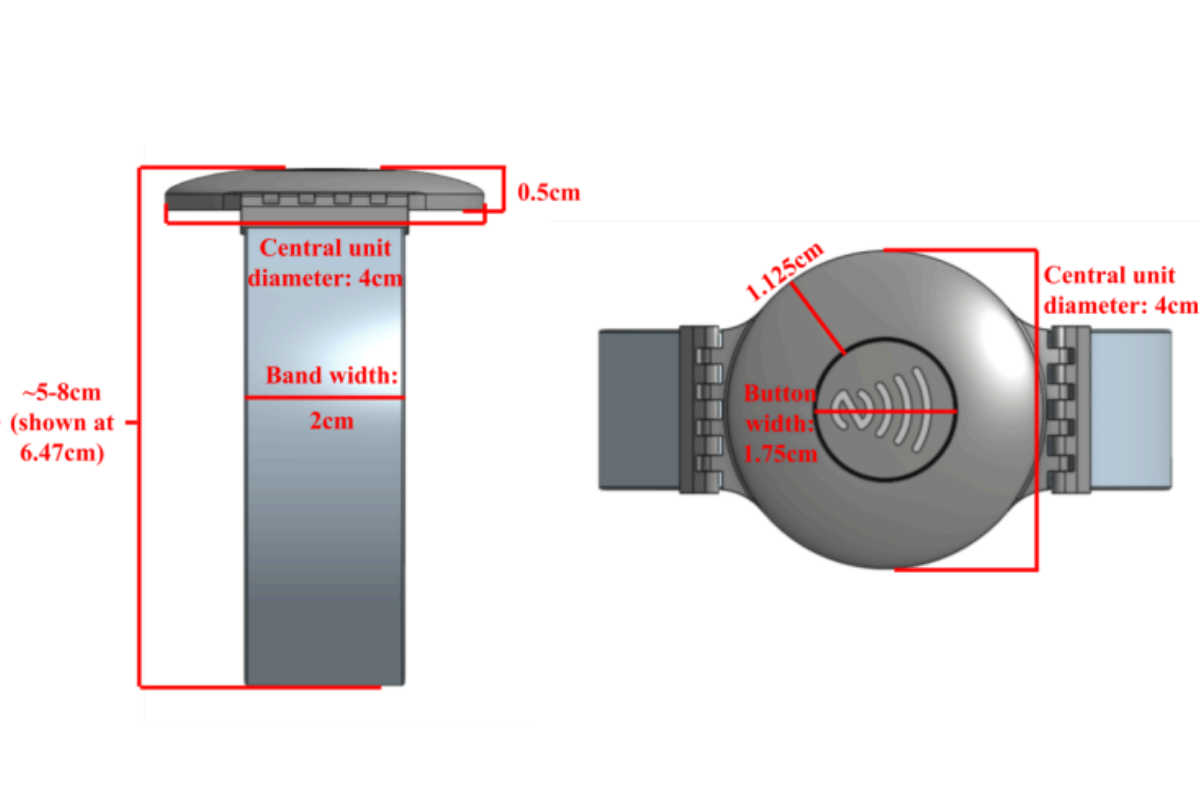 0.5cm
Central unit
diameter: 4cm
Band width:
2cm
~5-8cm
(shown at
6.47cm)
1.125cm
Central unit
diameter: 4cm
Button
width:
1.75cm